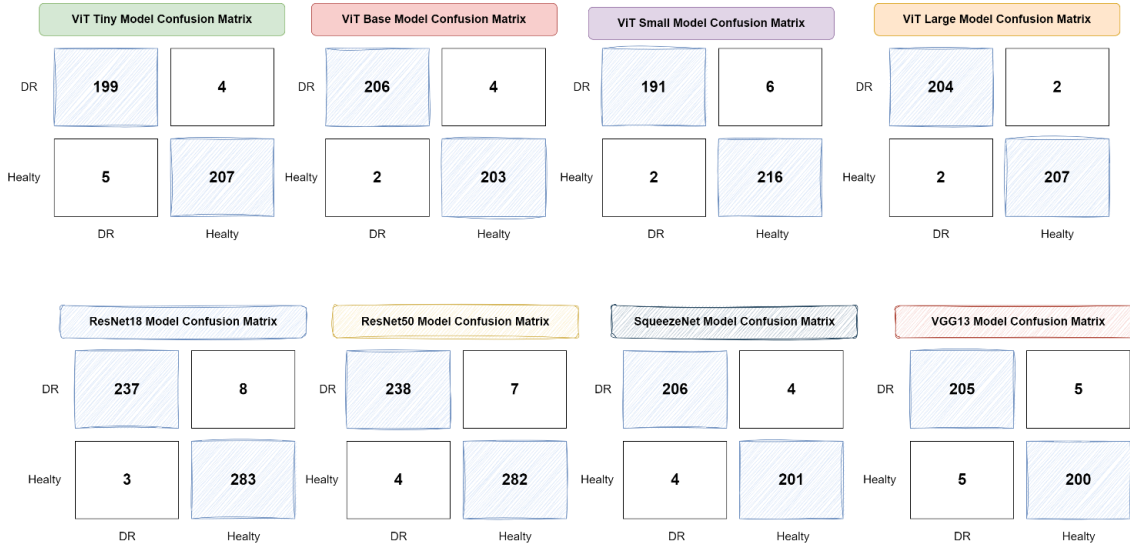 ViT Tiny Model Confusion Matrix
ViT Base Model Confusion Matrix
ViT Small Model Confusion Matrix
ViT Large Model Confusion Matrix
DR 199 4 DR 206 4 DR 191 6 DR 204 2
Healty 5 207 Healty 2 203 Healty 2 216 Healty 2 207
DR Healty DR Healty DR Healty DR Healty
ResNet18 Model Confusion Matrix
ResNet50 Model Confusion Matrix
SqueezeNet Model Confusion Matrix
VGG13 Model Confusion Matrix
DR 237 8 DR 238 7 DR 206 4 DR 205 5
Healty 3 283 Healty 4 282 Healty 4 201 Healty 5 200
DR Healty DR Healty DR Healty DR Healty